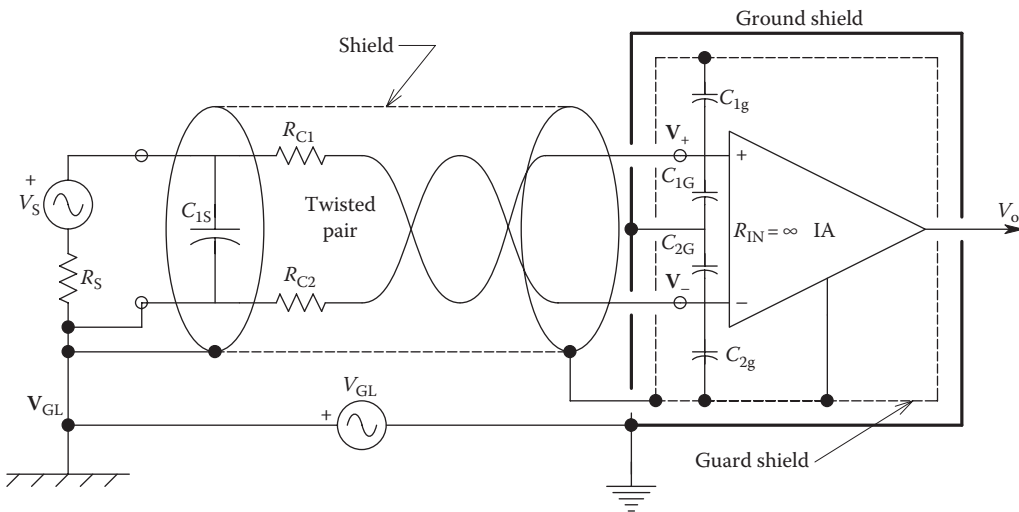 Ground shield
Shield
C1g
RC1
V+
+
+
VS
C1S
Twisted
pair
C1G
RIN = ∞ IA
Vo
C2G
RS
RC2
V−
−
C2g
VGL
VGL
+
Guard shield